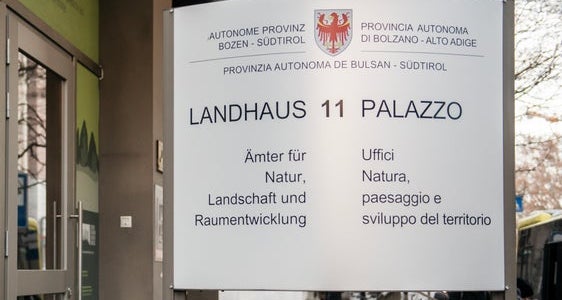 AUTONOME PROVINZ
BOZEN - SÜDTIROL
PROVINCIA AUTONOMA
DI BOLZANO - ALTO ADIGE
PROVINZIA AUTONOMA DE BULSAN - SÜDTIROL
LANDHAUS 11 PALAZZO
Ämter für
Natur,
Landschaft und
Raumentwicklung
Uffici
Natura,
paesaggio e
sviluppo del territorio